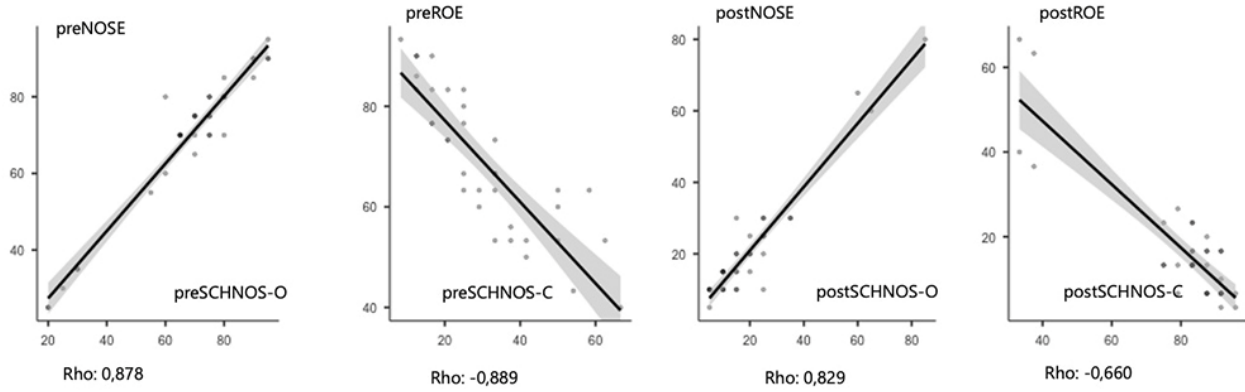 preNOSE
80
60
40
preSCHNOS-O
20
40
60
80
Rho: 0,878
preROE
80
60
40
preSCHNOS-C
20
40
60
Rho: -0,889
postNOSE
80
60
40
20
postSCHNOS-O
20
40
60
80
Rho: 0,829
postROE
60
40
20
postSCHNOS-C
40
60
80
Rho: -0,660